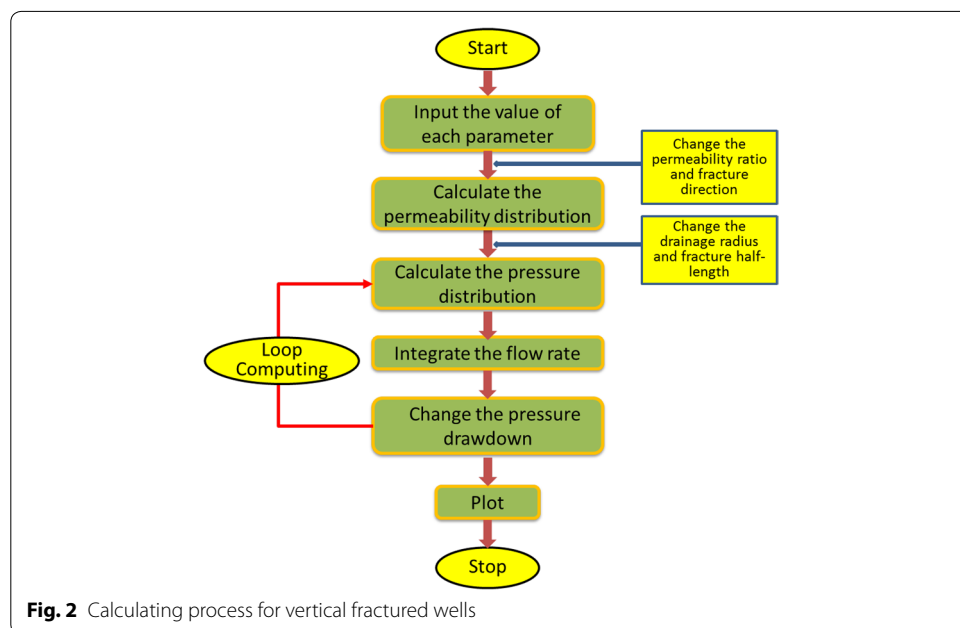 Start
Input the value of
each parameter
Change the
permeability ratio
and fracture
direction
Calculate the
permeability distribution
Change the
drainage radius
and fracture half-
length
Calculate the pressure
distribution
Loop
Computing
Integrate the flow rate
Change the pressure
drawdown
Plot
Stop
Fig. 2 Calculating process for vertical fractured wells